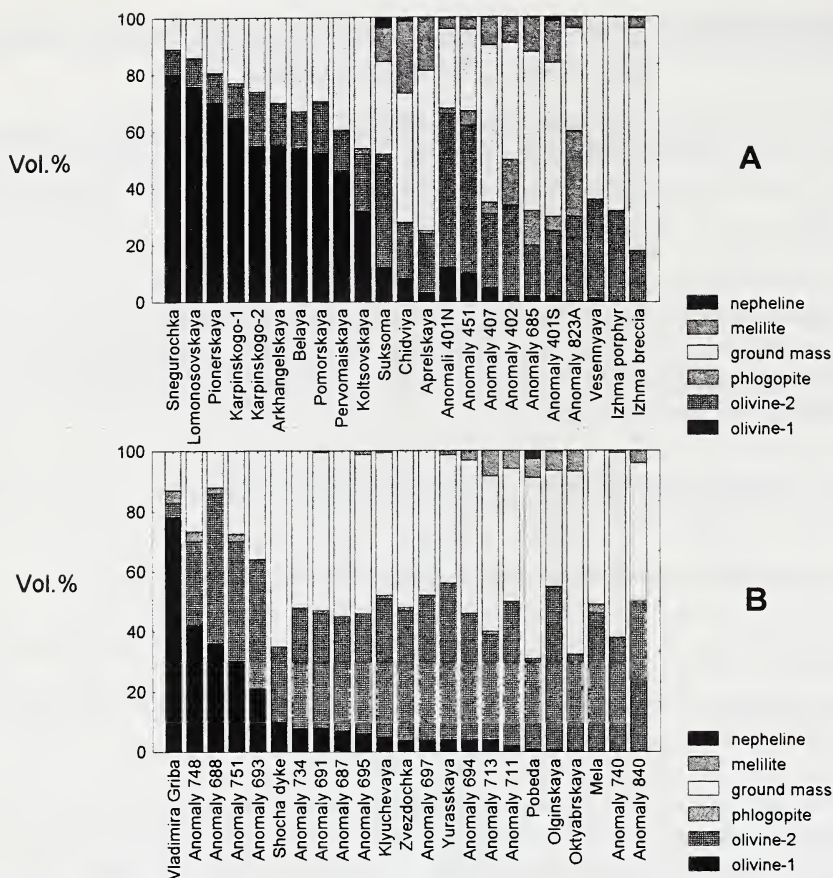 100
80
60
40
20
0
Vol.%
A
Snegurochka
Lomonosovskaya
Pionerskaya
Karpinskogo-1
Karpinskogo-2
Arkhangelskaya
Belaya
Pomorskaya
Pervomaiskaya
Koltsovskaya
Suksoma
Chidviya
Aprelskaya
Anomali 401N
Anomaly 451
Anomaly 407
Anomaly 402
Anomaly 685
Anomaly 401S
Anomaly 823A
Vesennyaya
Izhma porphyr
Izhma breccia
nepheline
melilite
ground mass
phlogopite
olivine-2
olivine-1
100
80
60
40
20
0
Vol.%
B
Vladimira Griba
Anomaly 748
Anomaly 688
Anomaly 751
Anomaly 693
Shocha dyke
Anomaly 734
Anomaly 691
Anomaly 687
Anomaly 695
Klyuchevaya
Zvezdochka
Anomaly 697
Yurasskaya
Anomaly 694
Anomaly 713
Anomaly 711
Pobeda
Olginskaya
Oktyabrskaya
Mela
Anomaly 740
Anomaly 840
nepheline
melilite
ground mass
phlogopite
olivine-2
olivine-1